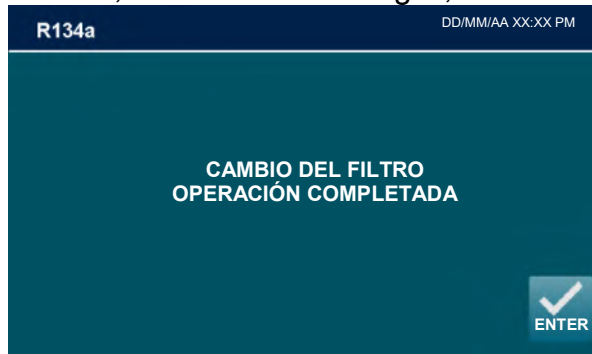 R134a
DD/MM/AA XX:XX PM
CAMBIO DEL FILTRO
OPERACIÓN COMPLETADA
ENTER